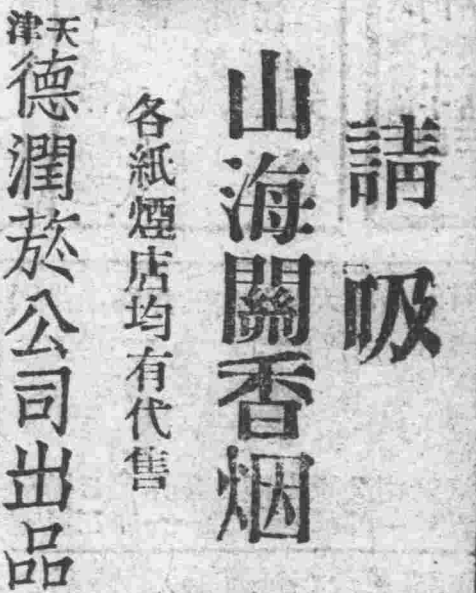 請吸
山海關香烟
各紙煙店均有代售
天津德潤菸公司出品